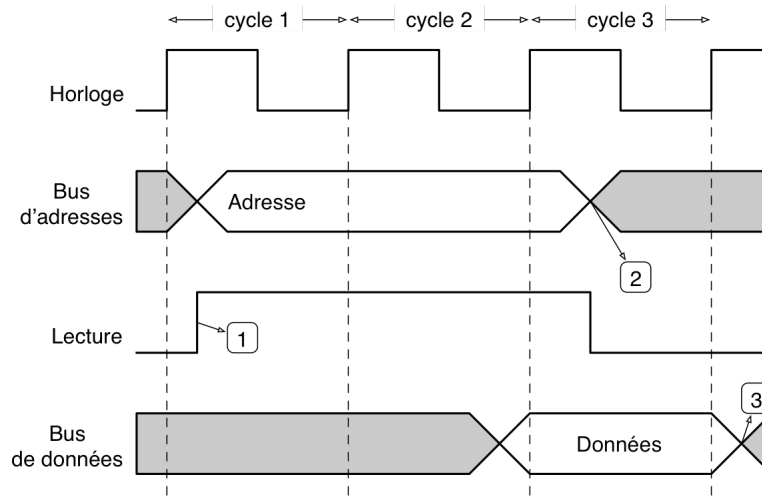 cycle 1
cycle 2
cycle 3
Horloge
Bus
d'adresses
Adresse
2
Lecture
1
3
Bus
de données
Données